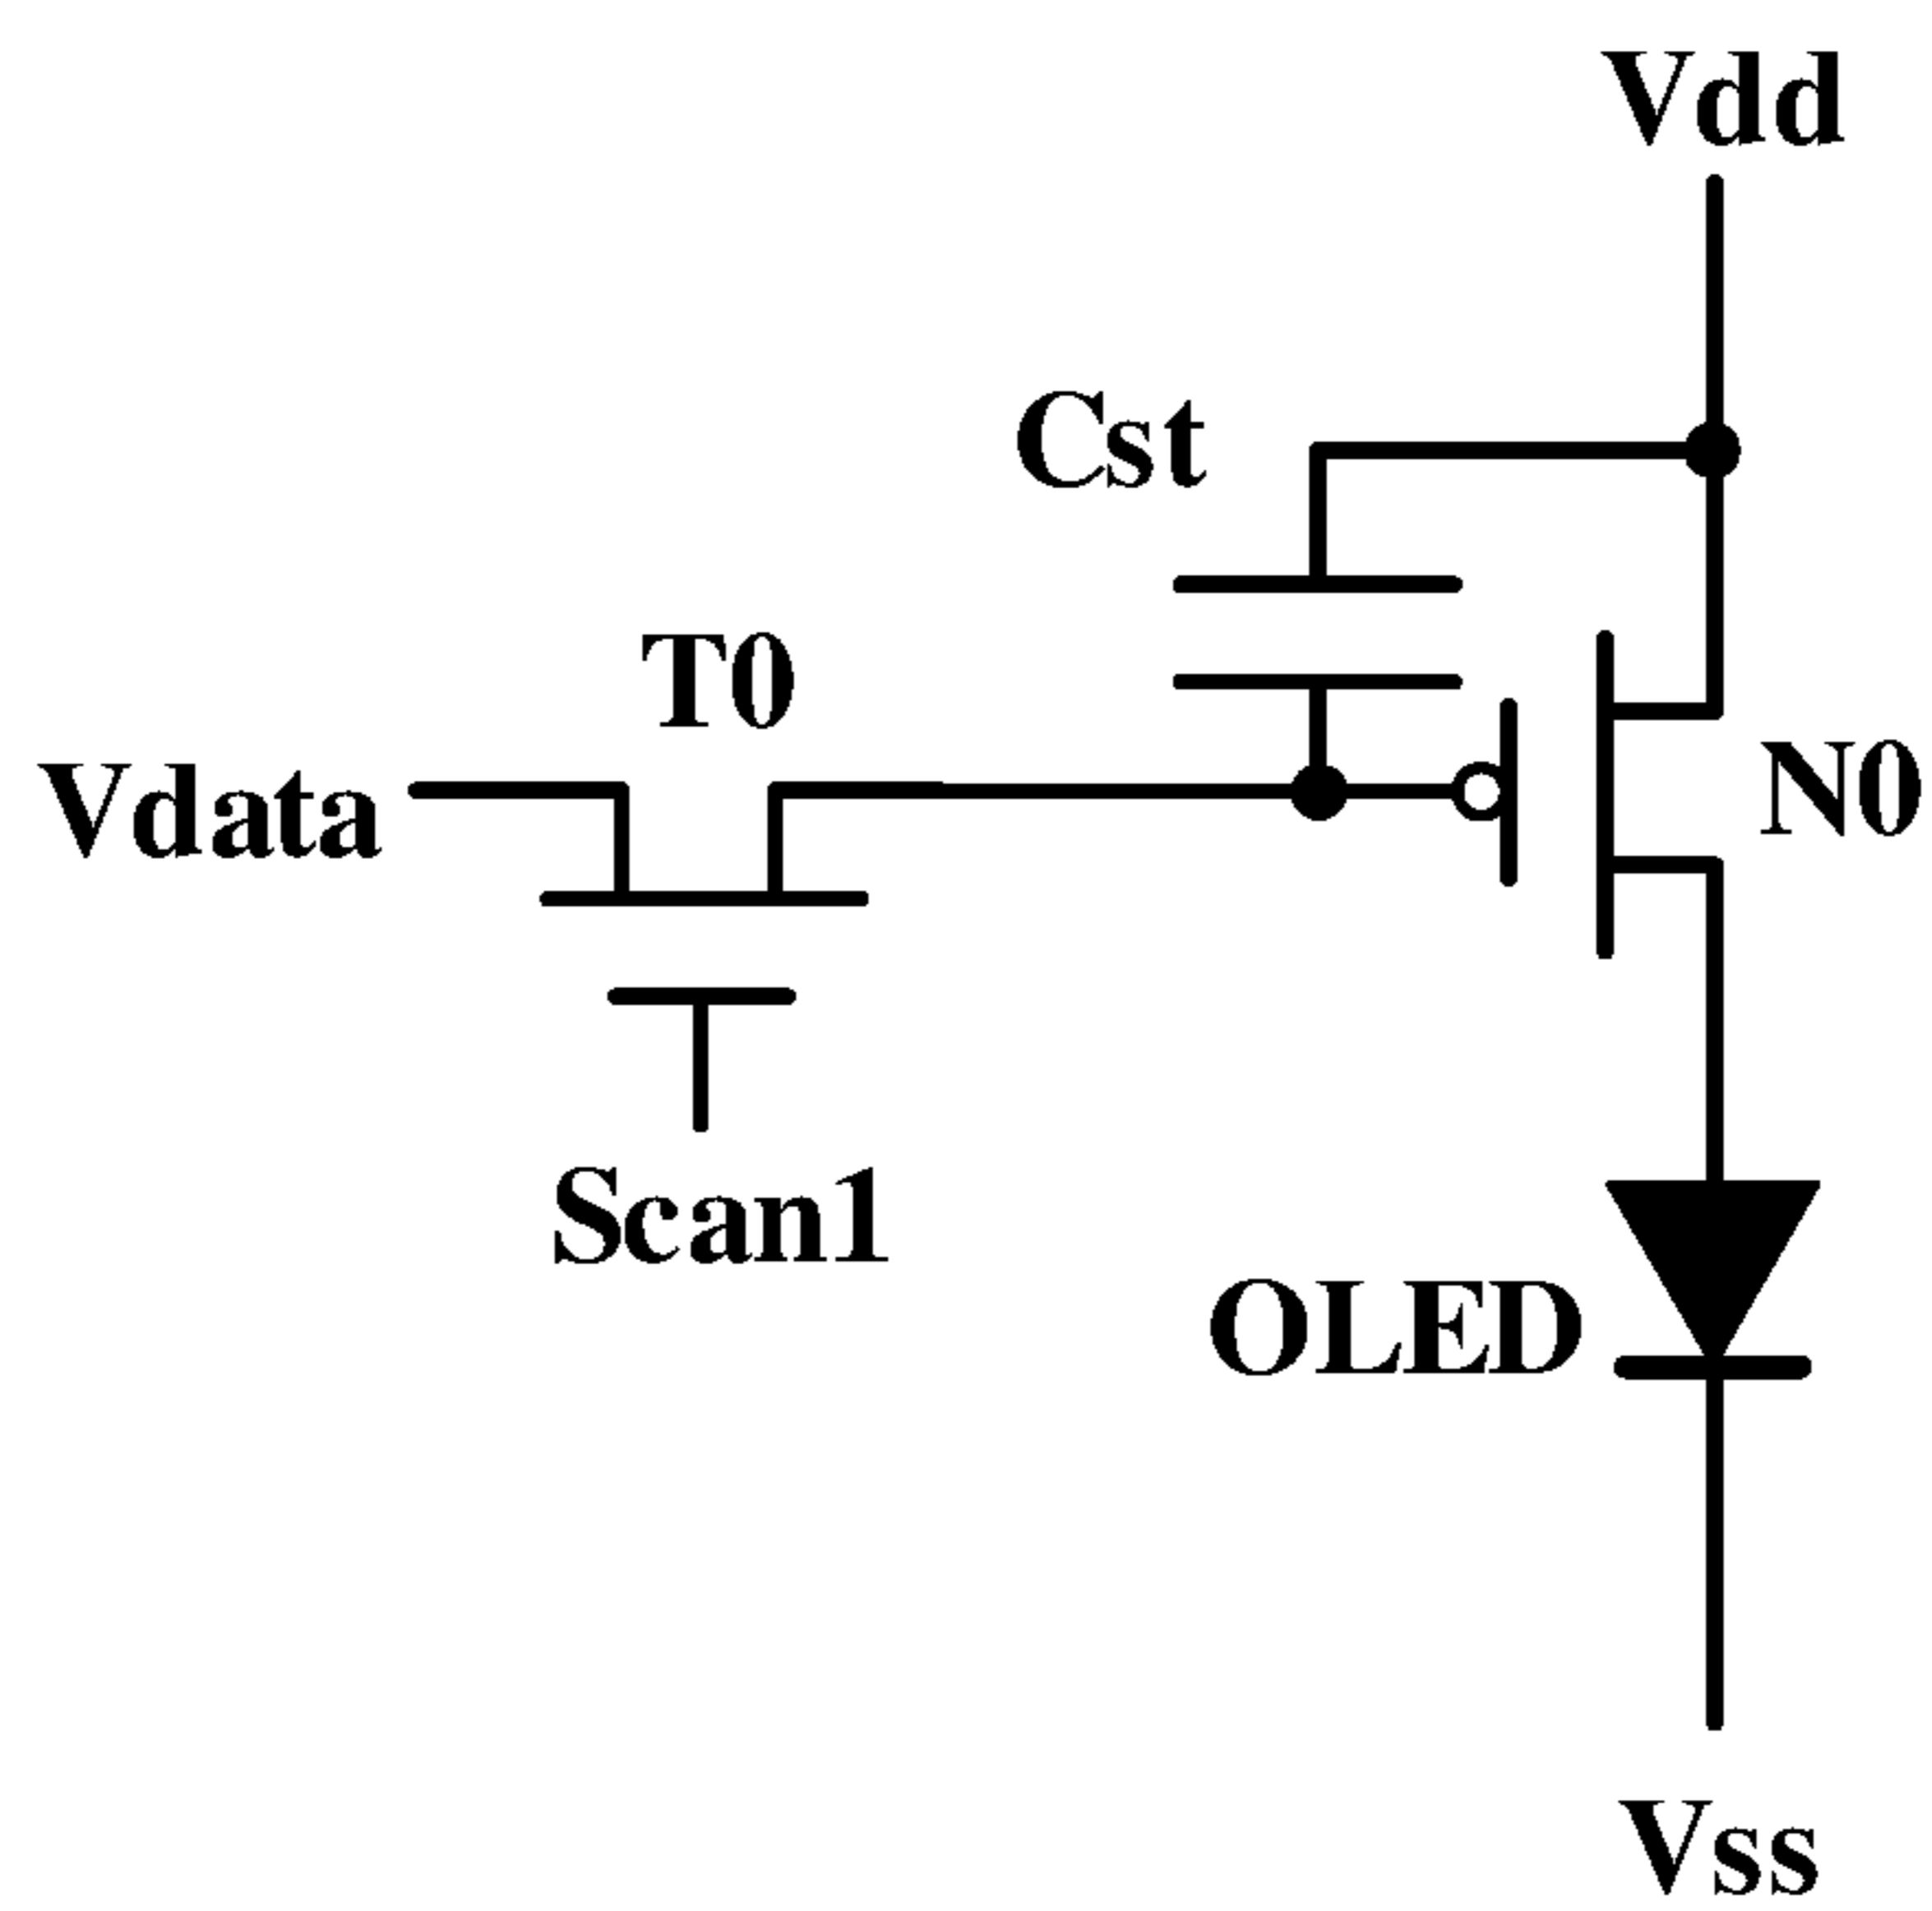 Vdd
Cst
T0
Vdata
N0
Scan1
OLED
Vss